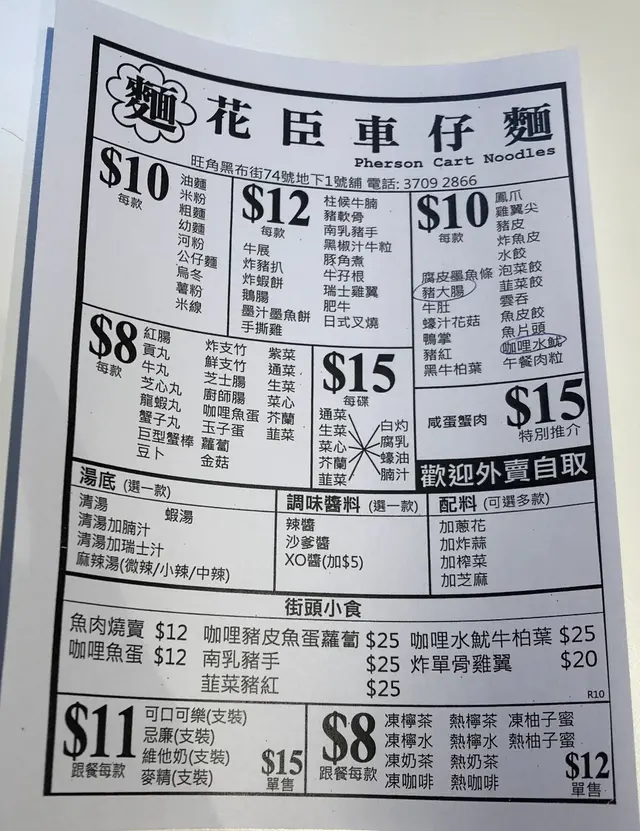 麵 花臣車仔麵
Pherson Cart Noodles
旺角黑布街74號地下1號舖 電話: 3709 2866
$10
每款
油麵
米粉
粗麵
幼麵
河粉
公仔麵
烏冬
薯粉
米線
$12
每款
牛展
炸豬扒
炸蝦餅
鵝腸
墨汁墨魚餅
手撕雞
柱候牛腩
豬軟骨
南乳豬手
黑椒汁牛粒
豚角煮
牛孖根
瑞士雞翼
肥牛
日式叉燒
$10
每款
腐皮墨魚條
豬大腸
牛肚
蠔汁花菇
鴨掌
豬紅
黑牛柏葉
鳳爪
雞翼尖
豬皮
炸魚皮
水餃
泡菜餃
韮菜餃
雲吞
魚皮餃
魚片頭
咖哩水魷
午餐肉粒
$8
每款
紅腸
貢丸
牛丸
芝心丸
龍蝦丸
蟹子丸
巨型蟹棒
豆卜
炸支竹
鮮支竹
芝士腸
廚師腸
咖哩魚蛋
玉子蛋
蘿蔔
金菇
紫菜
通菜
生菜
菜心
芥蘭
韮菜
$15
每碟
通菜
生菜
菜心
芥蘭
韮菜
白灼
腐乳
蠔油
腩汁
咸蛋蟹肉
$15
特別推介
歡迎外賣自取
湯底 (選一款)
清湯 蝦湯
清湯加腩汁
清湯加瑞士汁
麻辣湯(微辣/小辣/中辣)
調味醬料 (選一款)
辣醬
沙爹醬
XO醬(加$5)
配料 (可選多款)
加蔥花
加炸蒜
加榨菜
加芝麻
街頭小食
魚肉燒賣 $12 咖哩豬皮魚蛋蘿蔔 $25 咖哩水魷牛柏葉 $25
咖哩魚蛋 $12 南乳豬手 $25 炸單骨雞翼 $20
韮菜豬紅 $25
R10
$11
跟餐每款
可口可樂(支裝)
忌廉(支裝)
維他奶(支裝)
麥精(支裝)
$15
單售
$8
跟餐每款
凍檸茶 熱檸茶 凍柚子蜜
凍檸水 熱檸水 熱柚子蜜
凍奶茶 熱奶茶
凍咖啡 熱咖啡
$12
單售